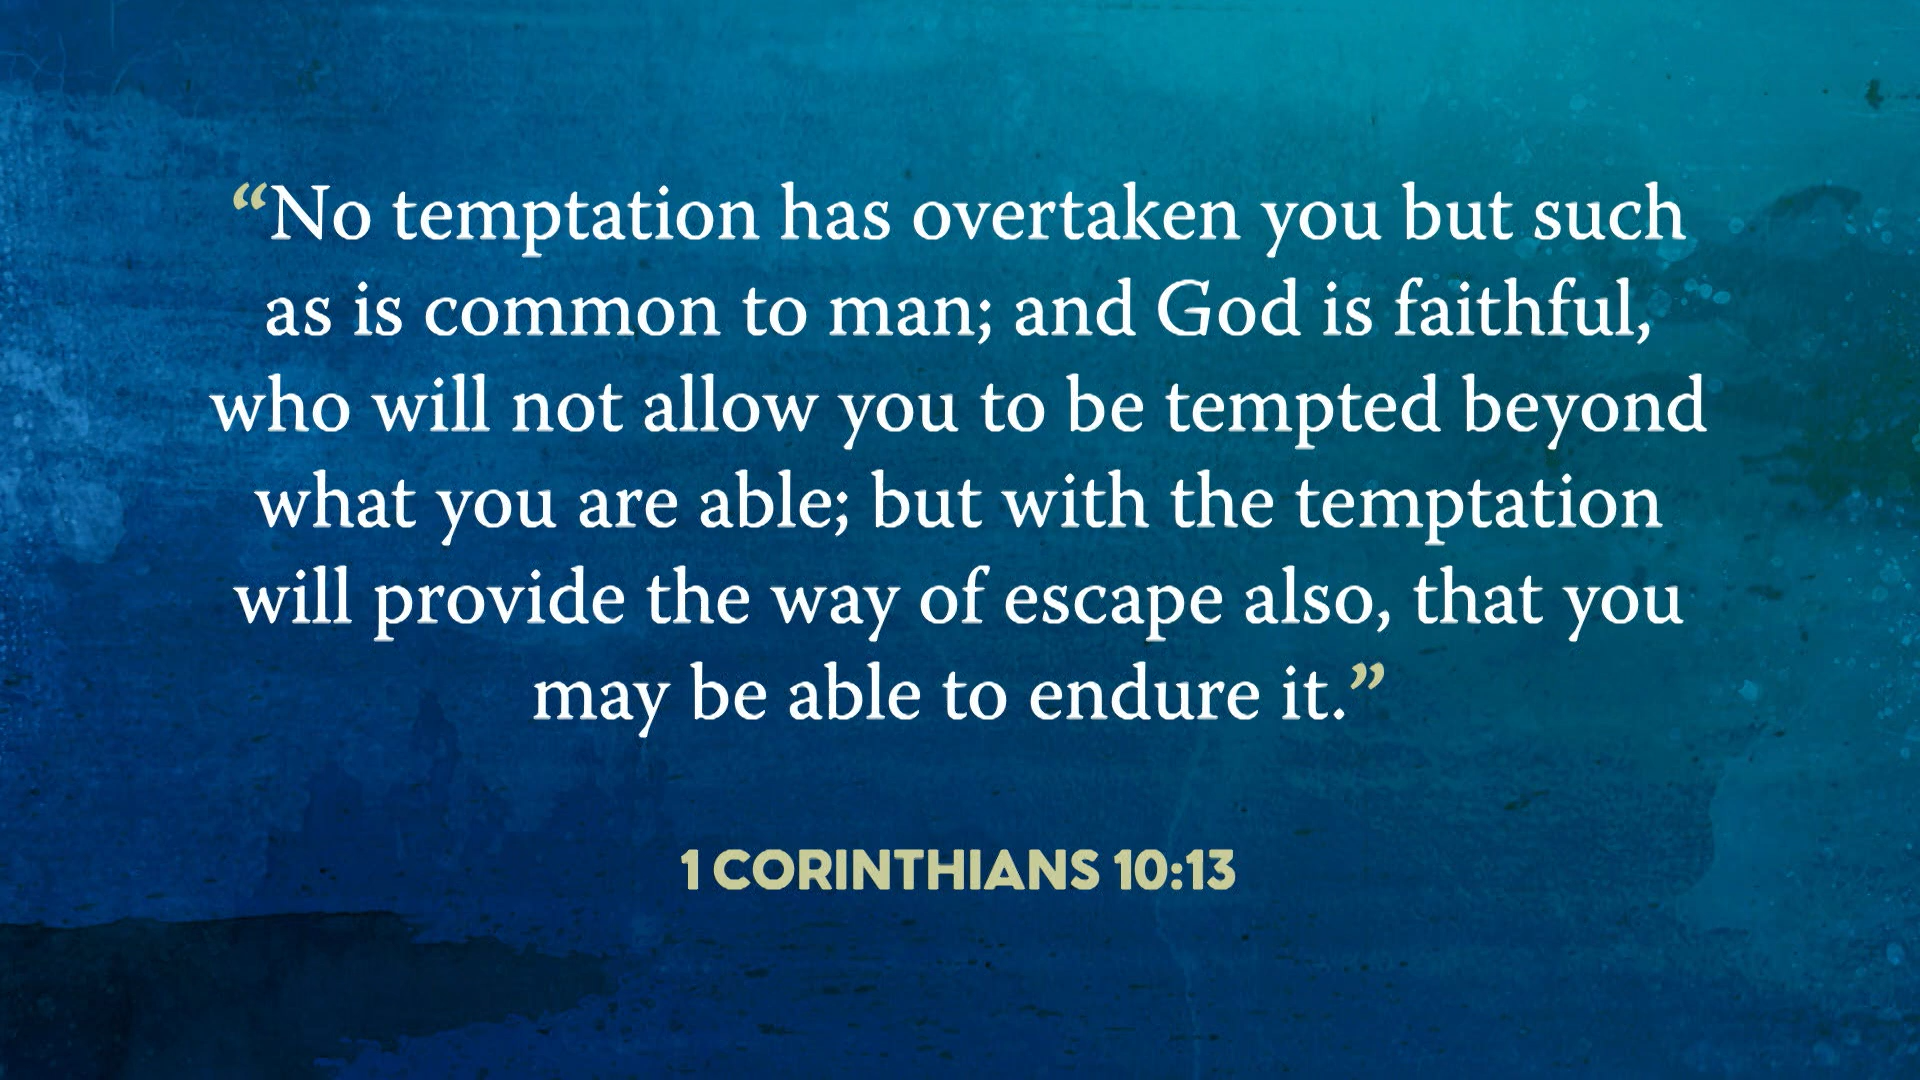 “No temptation has overtaken you but such
as is common to man; and God is faithful,
who will not allow you to be tempted beyond
what you are able; but with the temptation
will provide the way of escape also, that you
may be able to endure it.”
1 CORINTHIANS 10:13